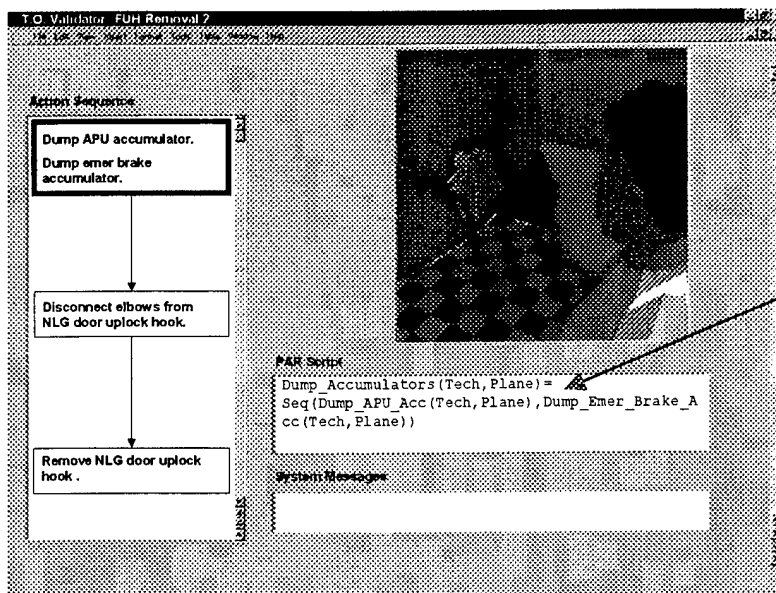 T.O. Validator FUH Removal 2
Action Sequence
Dump APU accumulator.
Dump emer brake
accumulator.
Disconnect elbows from
NLG door uplock hook.
Remove NLG door uplock
hook .
PAR Script
Dump_Accumulators(Tech,Plane)=
Seq(Dump_APU_Acc(Tech,Plane),Dump_Emer_Brake_A
cc(Tech,Plane))
System Messages